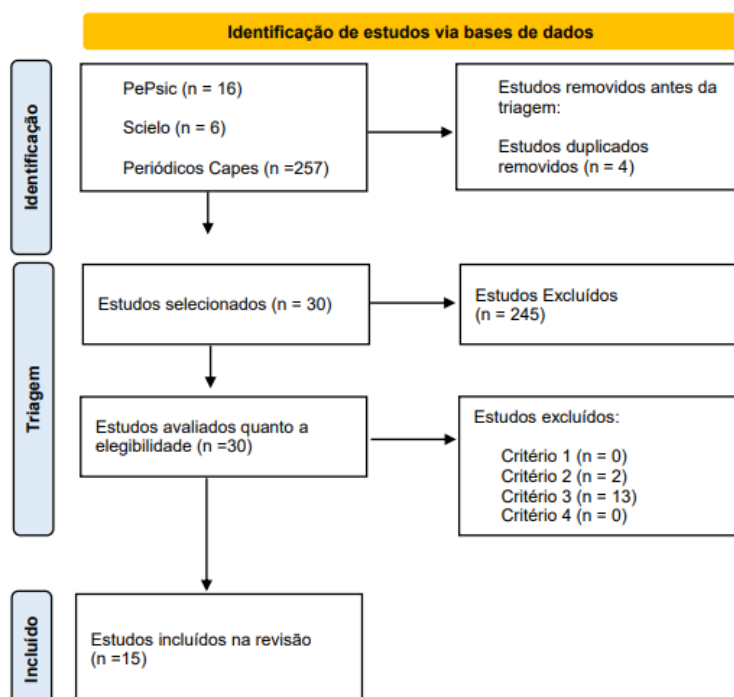 Identificação de estudos via bases de dados
Identificação
PePsic (n = 16)
Scielo (n = 6)
Periódicos Capes (n =257)
Estudos removidos antes da
triagem:
Estudos duplicados
removidos (n = 4)
Triagem
Estudos selecionados (n = 30)
Estudos Excluídos
(n = 245)
Estudos avaliados quanto a
elegibilidade (n =30)
Estudos excluídos:
Critério 1 (n = 0)
Critério 2 (n = 2)
Critério 3 (n = 13)
Critério 4 (n = 0)
Incluído
Estudos incluídos na revisão
(n =15)